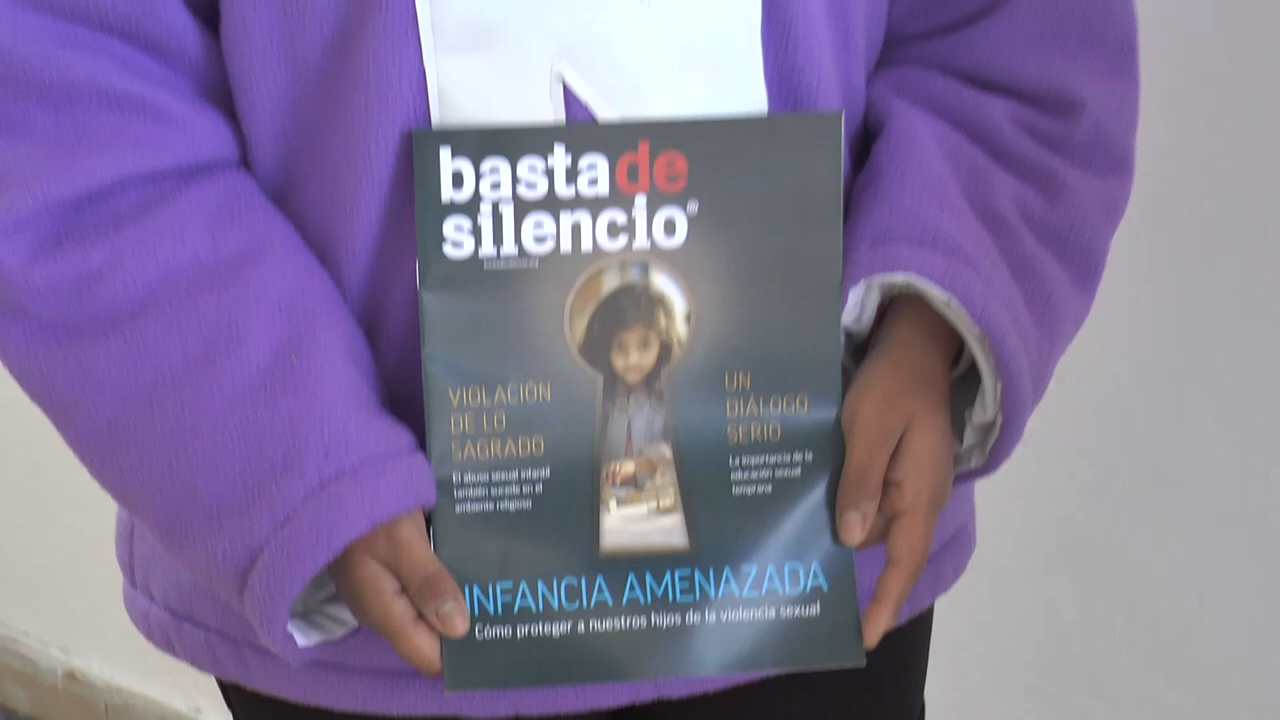 basta de
silencio
VIOLACIÓN
DE LO
SAGRADO
El abuso sexual infantil
también sucede en el
ambiente religioso
UN
DIÁLOGO
SERIO
La importancia de la
educación sexual
temprana
INFANCIA AMENAZADA
Cómo proteger a nuestros hijos de la violencia sexual